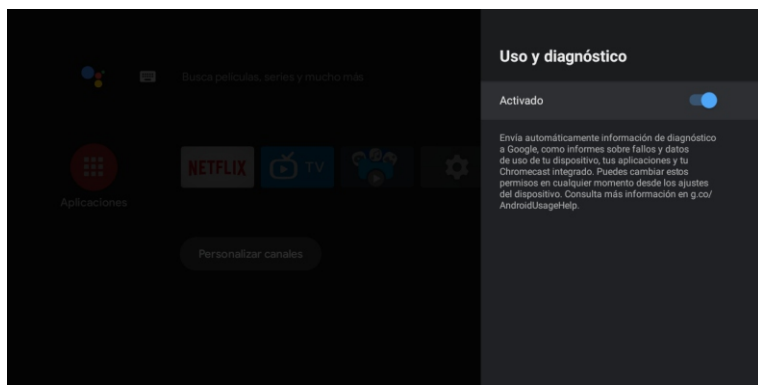 Busca películas, series y mucho más
NETFLIX
TV
Aplicaciones
Personalizar canales
Uso y diagnóstico
Activado
Envía automáticamente información de diagnóstico
a Google, como informes sobre fallos y datos
de uso de tu dispositivo, tus aplicaciones y tu
Chromecast integrado. Puedes cambiar estos
permisos en cualquier momento desde los ajustes
del dispositivo. Consulta más información en g.co/
AndroidUsageHelp.